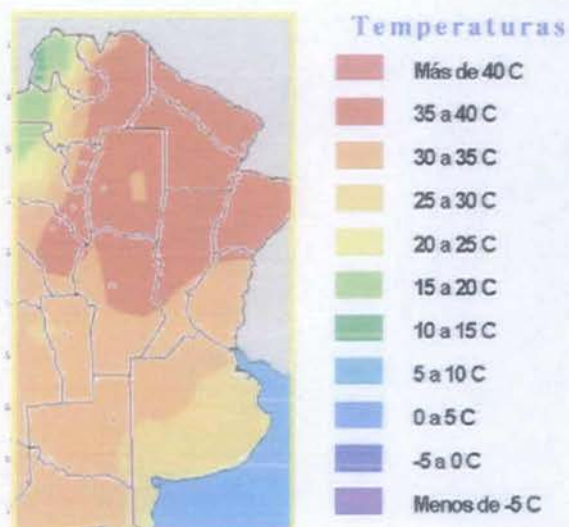 Temperaturas
Más de 40 C
35 a 40 C
30 a 35 C
25 a 30 C
20 a 25 C
15 a 20 C
10 a 15 C
5 a 10 C
0 a 5 C
-5 a 0 C
Menos de -5 C